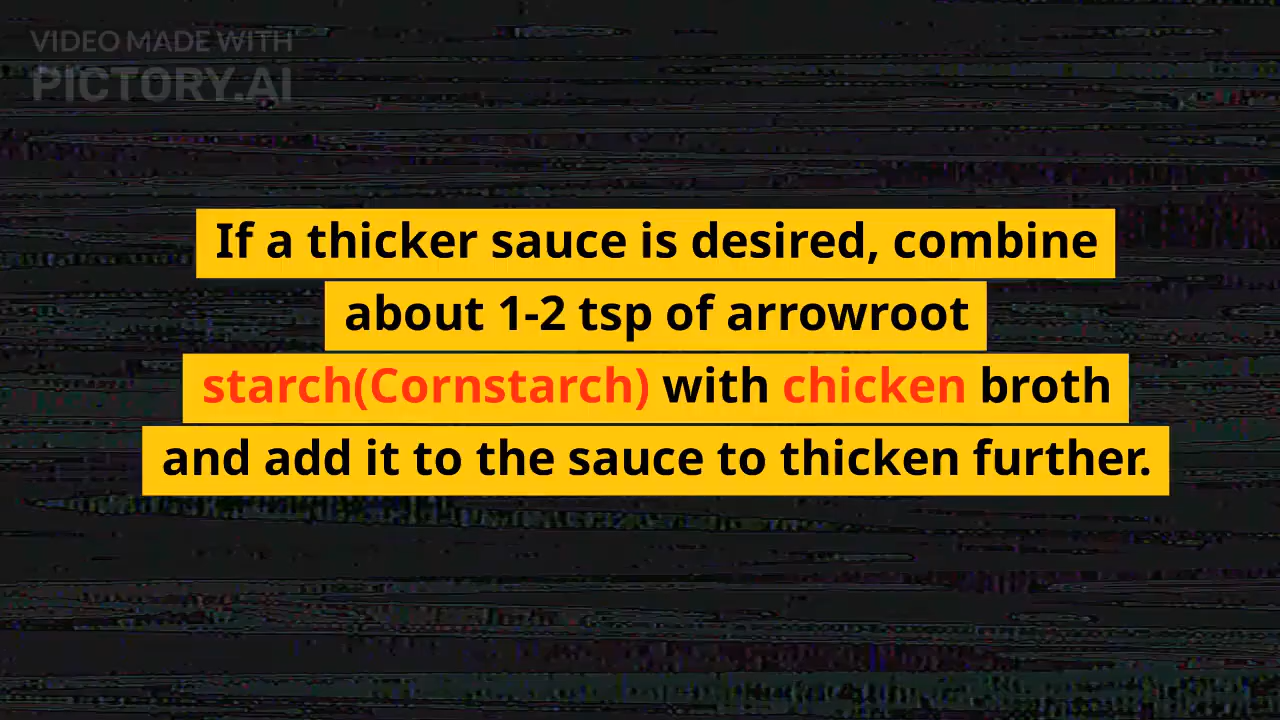 VIDEO MADE WITH
PICTORY.AI
If a thicker sauce is desired, combine
about 1-2 tsp of arrowroot
starch(Cornstarch) with chicken broth
and add it to the sauce to thicken further.